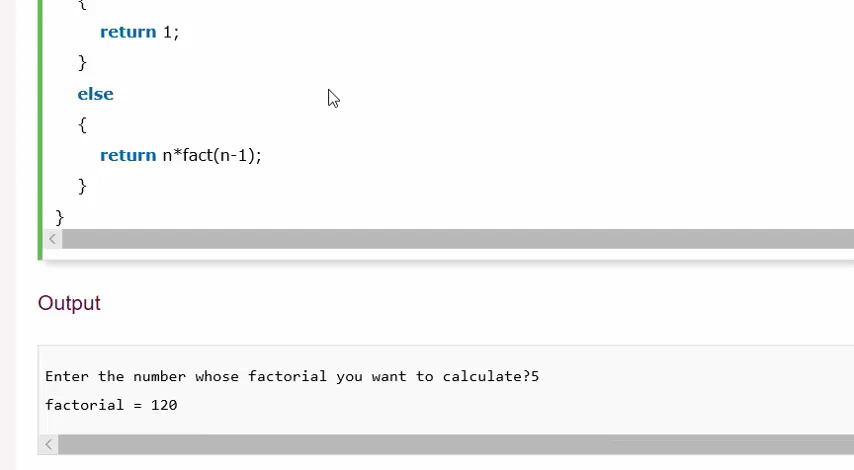 {
return 1;
}
else
{
return n*fact(n-1);
}
}
Output
Enter the number whose factorial you want to calculate?5
factorial = 120